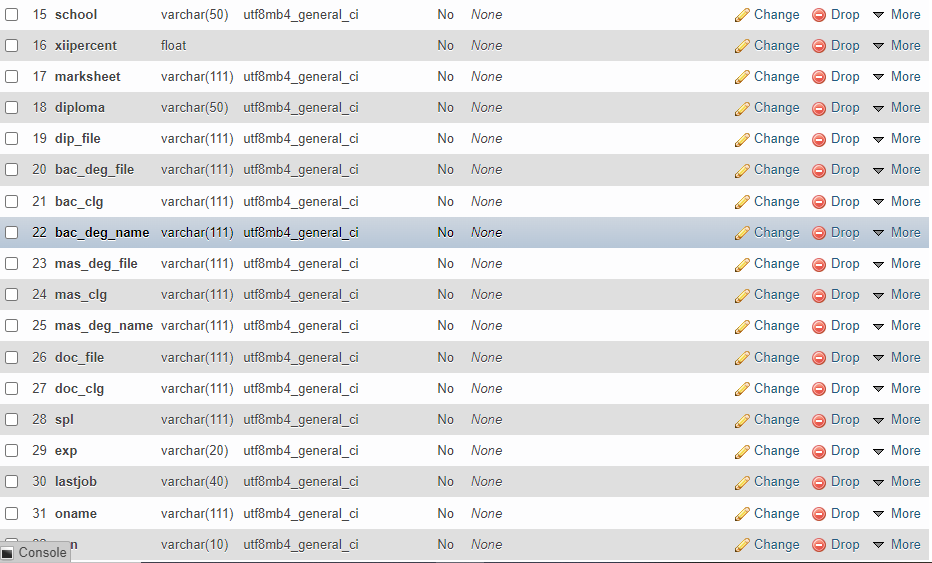 15 school varchar(50) utf8mb4_general_ci No None Change Drop More
16 xiipercent float No None Change Drop More
17 marksheet varchar(111) utf8mb4_general_ci No None Change Drop More
18 diploma varchar(50) utf8mb4_general_ci No None Change Drop More
19 dip_file varchar(111) utf8mb4_general_ci No None Change Drop More
20 bac_deg_file varchar(111) utf8mb4_general_ci No None Change Drop More
21 bac_clg varchar(111) utf8mb4_general_ci No None Change Drop More
22 bac_deg_name varchar(111) utf8mb4_general_ci No None Change Drop More
23 mas_deg_file varchar(111) utf8mb4_general_ci No None Change Drop More
24 mas_clg varchar(111) utf8mb4_general_ci No None Change Drop More
25 mas_deg_name varchar(111) utf8mb4_general_ci No None Change Drop More
26 doc_file varchar(111) utf8mb4_general_ci No None Change Drop More
27 doc_clg varchar(111) utf8mb4_general_ci No None Change Drop More
28 spl varchar(111) utf8mb4_general_ci No None Change Drop More
29 exp varchar(20) utf8mb4_general_ci No None Change Drop More
30 lastjob varchar(40) utf8mb4_general_ci No None Change Drop More
31 oname varchar(111) utf8mb4_general_ci No None Change Drop More
varchar(10) utf8mb4_general_ci No None Change Drop More
Console